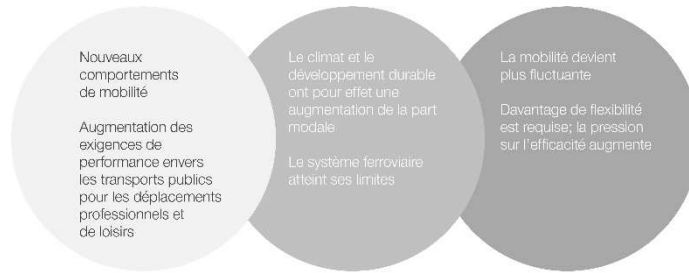 Nouveaux
comportements
de mobilité
Augmentation des
exigences de
performance envers
les transports publics
pour les déplacements
professionnels et
de loisirs
Le climat et le
développement durable
ont pour effet une
augmentation de la part
modale
Le système ferroviaire
atteint ses limites
La mobilité devient
plus fluctuante
Davantage de flexibilité
est requise; la pression
sur l'efficacité augmente